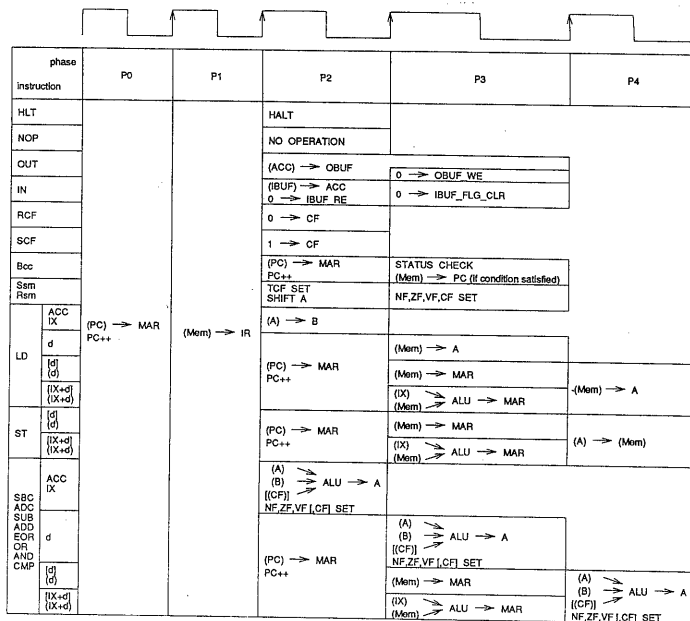 phase
instruction
P0
P1
P2
P3
P4
HLT
HALT
NOP
NO OPERATION
OUT
(ACC) → OBUF
0 → OBUF_WE
IN
(IBUF) → ACC
0 → IBUF_RE
0 → IBUF_FLG_CLR
RCF
0 → CF
SCF
1 → CF
Bcc
(PC) → MAR
PC++
STATUS CHECK
(Mem) → PC (if condition satisfied)
Ssm
Rsm
TCF SET
SHIFT A
NF,ZF,VF,CF SET
(PC) → MAR
PC++
(Mem) → IR
LD
ACC
IX
(A) → B
d
(PC) → MAR
PC++
(Mem) → A
[d]
(d)
(Mem) → MAR
-(Mem) → A
[IX+d]
(IX+d)
(IX)
(Mem) ALU → MAR
ST
[d]
(d)
(PC) → MAR
PC++
(Mem) → MAR
(A) → (Mem)
[IX+d]
(IX+d)
(IX)
(Mem) ALU → MAR
SBC
ADC
SUB
ADD
EOR
OR
AND
CMP
ACC
IX
(A)
(B) → ALU → A
[(CF)]
NF,ZF,VF [,CF] SET
d
(PC) → MAR
PC++
(A)
(B) → ALU → A
[(CF)]
NF,ZF,VF [,CF] SET
[d]
(d)
(Mem) → MAR
(A)
(B) → ALU → A
[(CF)]
NF,ZF,VF [,CF] SET
[IX+d]
(IX+d)
(IX)
(Mem) ALU → MAR